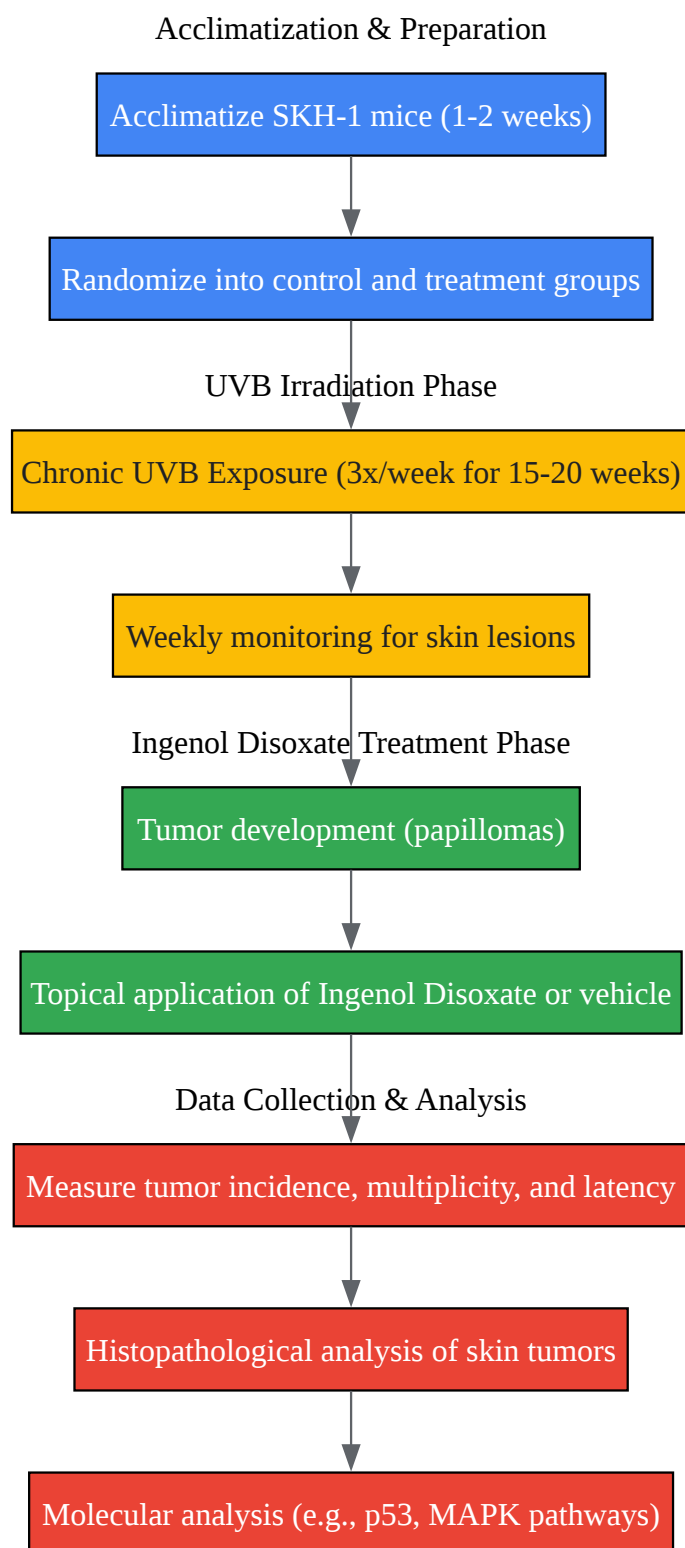 Acclimatization & Preparation
Acclimatize SKH-1 mice (1-2 weeks)
Randomize into control and treatment groups
UVB Irradiation Phase
Chronic UVB Exposure (3x/week for 15-20 weeks)
Weekly monitoring for skin lesions
Ingenol Disoxate Treatment Phase
Tumor development (papillomas)
Topical application of Ingenol Disoxate or vehicle
Data Collection & Analysis
Measure tumor incidence, multiplicity, and latency
Histopathological analysis of skin tumors
Molecular analysis (e.g., p53, MAPK pathways)